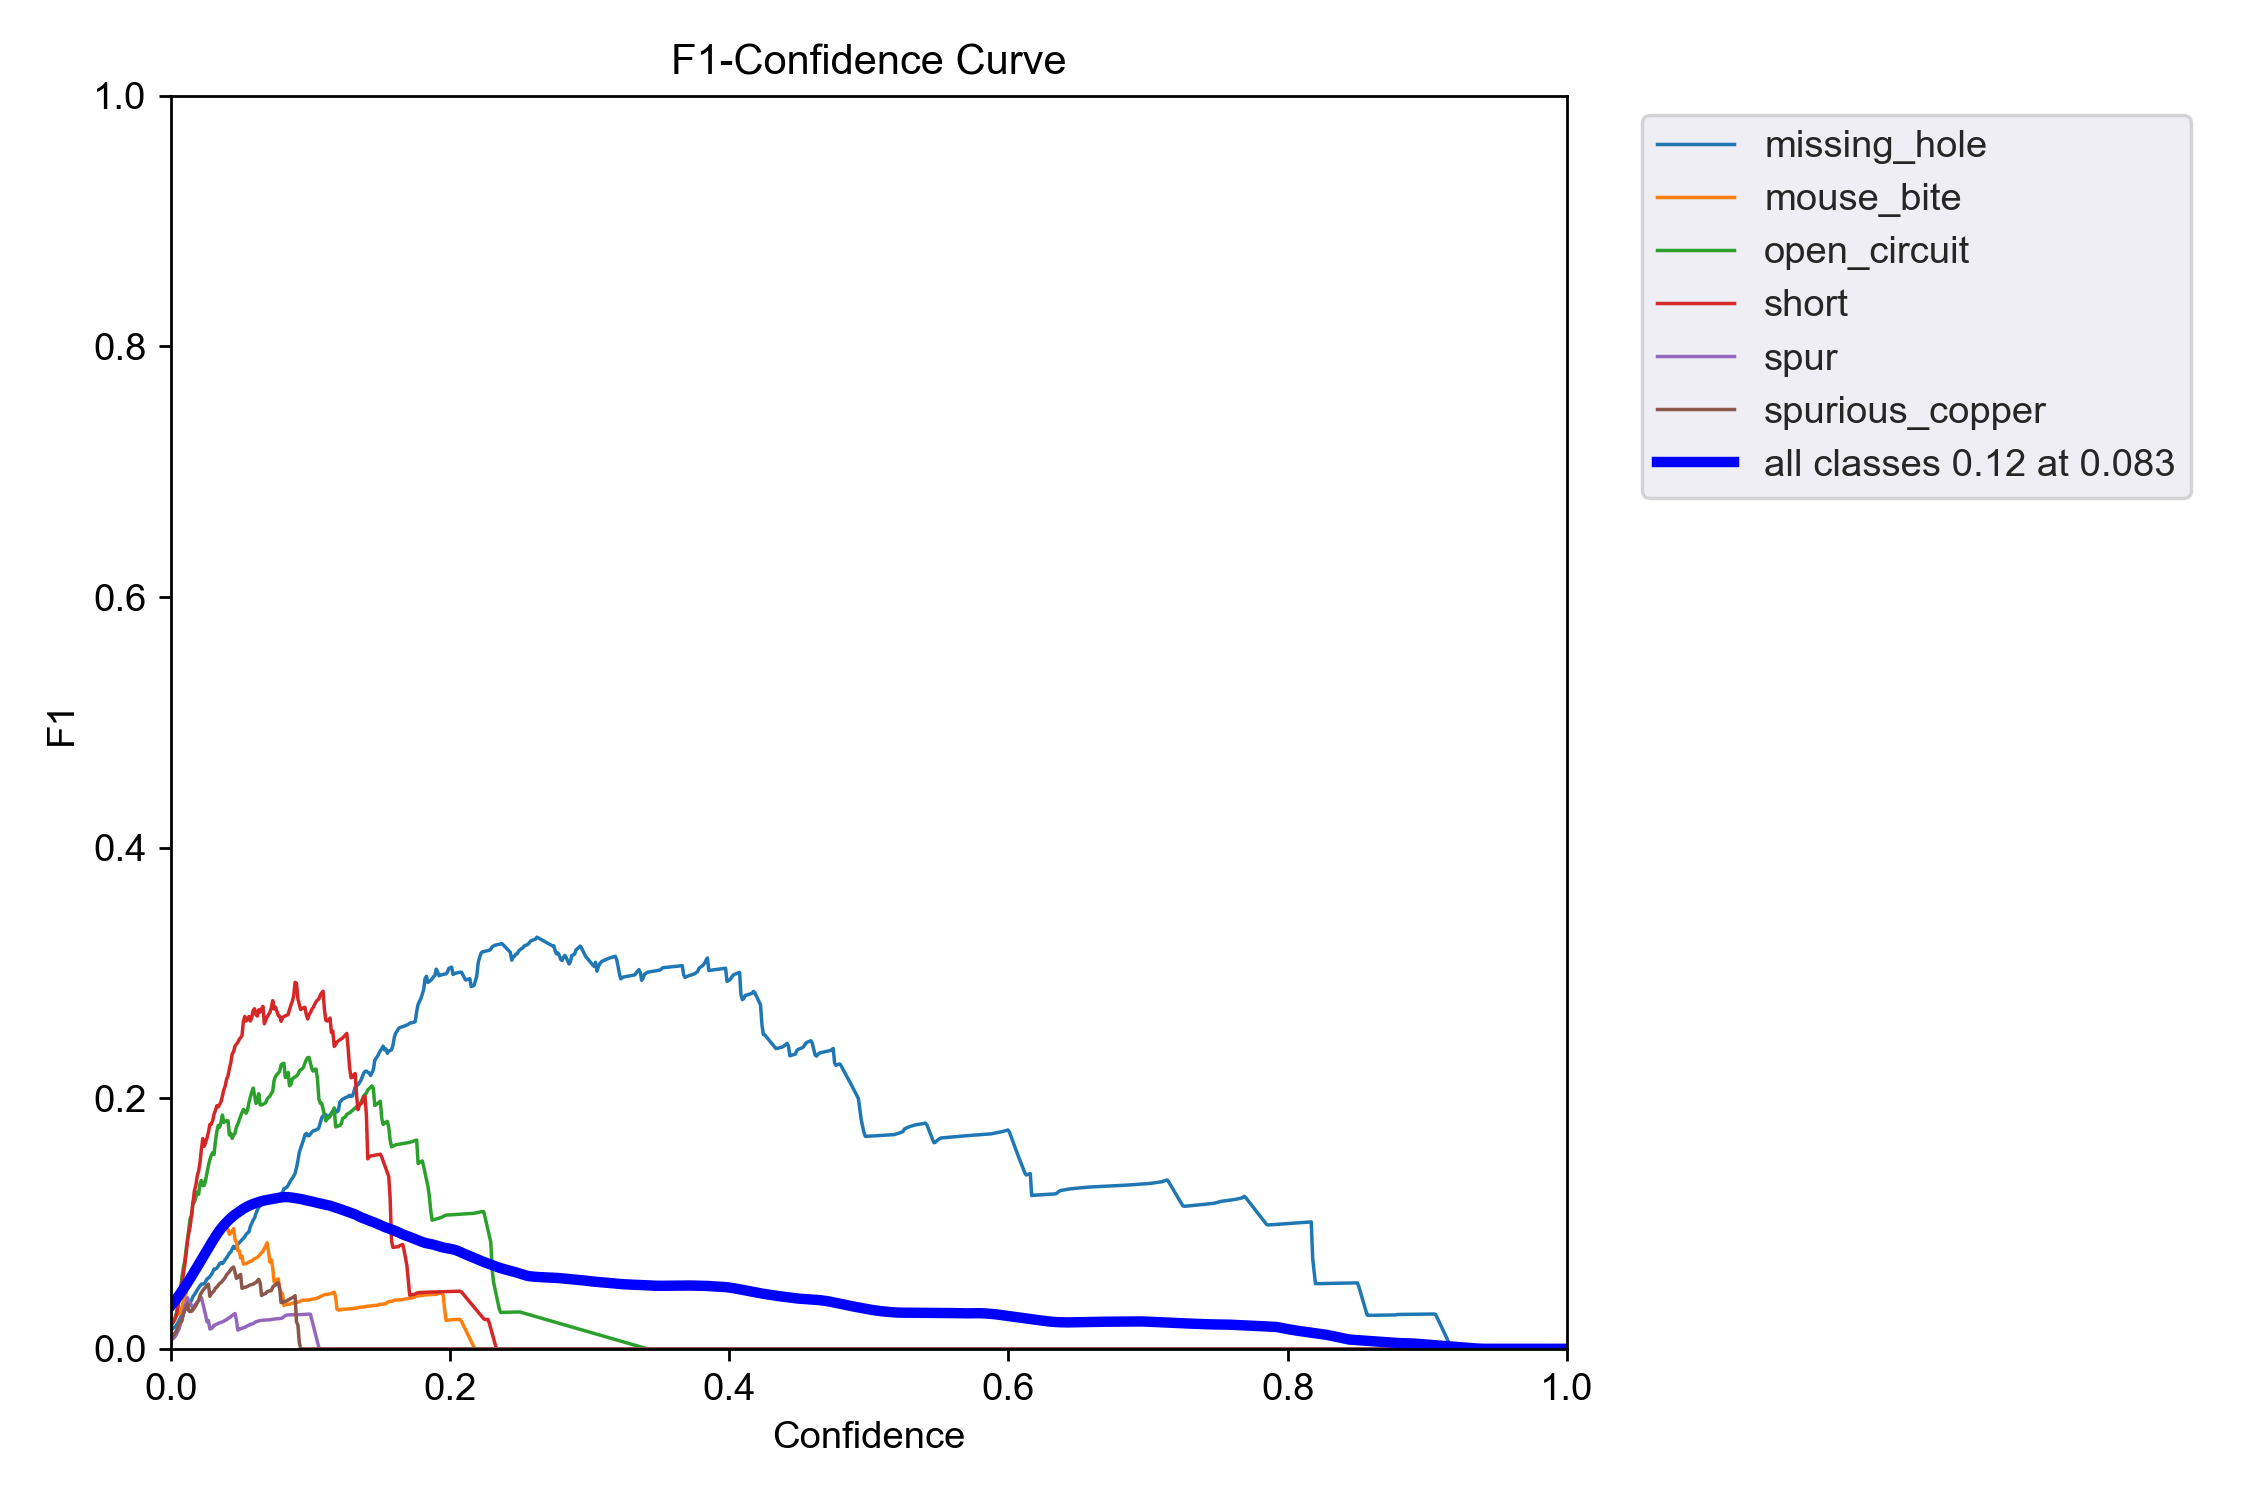 F1-Confidence Curve
1.0
0.8
0.6
0.4
0.2
0.0
F1
0.0 0.2 0.4 0.6 0.8 1.0
Confidence
missing_hole
mouse_bite
open_circuit
short
spur
spurious_copper
all classes 0.12 at 0.083